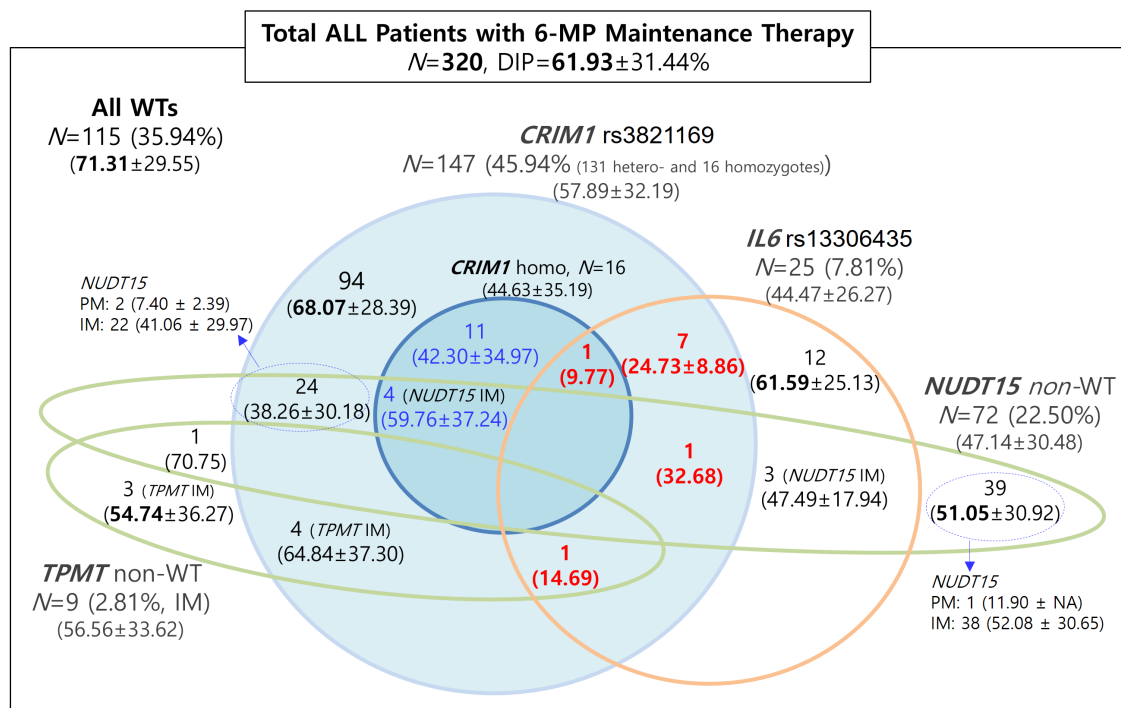 Total ALL Patients with 6-MP Maintenance Therapy
N=320, DIP=61.93±31.44%
All WTs
N=115 (35.94%)
(71.31±29.55)
CRIM1 rs3821169
N=147 (45.94% (131 hetero- and 16 homozygotes))
(57.89±32.19)
IL6 rs13306435
N=25 (7.81%)
(44.47±26.27)
CRIM1 homo, N=16
(44.63±35.19)
94
(68.07±28.39)
NUDT15
PM: 2 (7.40 ± 2.39)
IM: 22 (41.06 ± 29.97)
11
(42.30±34.97)
1
(9.77)
7
(24.73±8.86)
12
(61.59±25.13)
NUDT15 non-WT
N=72 (22.50%)
(47.14±30.48)
24
(38.26±30.18)
4 (NUDT15 IM)
(59.76±37.24)
1
(70.75)
1
(32.68)
3 (NUDT15 IM)
(47.49±17.94)
39
(51.05±30.92)
3 (TPMT IM)
(54.74±36.27)
4 (TPMT IM)
(64.84±37.30)
1
(14.69)
TPMT non-WT
N=9 (2.81%, IM)
(56.56±33.62)
NUDT15
PM: 1 (11.90 ± NA)
IM: 38 (52.08 ± 30.65)